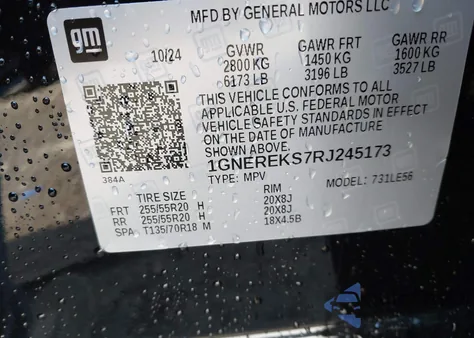 MFD BY GENERAL MOTORS LLC
gm
10/24 GVWR GAWR FRT GAWR RR
2800 KG 1450 KG 1600 KG
6173 LB 3196 LB 3527 LB
THIS VEHICLE CONFORMS TO ALL
APPLICABLE U.S. FEDERAL MOTOR
VEHICLE SAFETY STANDARDS IN EFFECT
ON THE DATE OF MANUFACTURE
SHOWN ABOVE.
1GNEREKS7RJ245173
384A TYPE: MPV MODEL: 731LE56
TIRE SIZE RIM
FRT 255/55R20 H 20X8J
RR 255/55R20 H 20X8J
SPA T135/70R18 M 18X4.5B